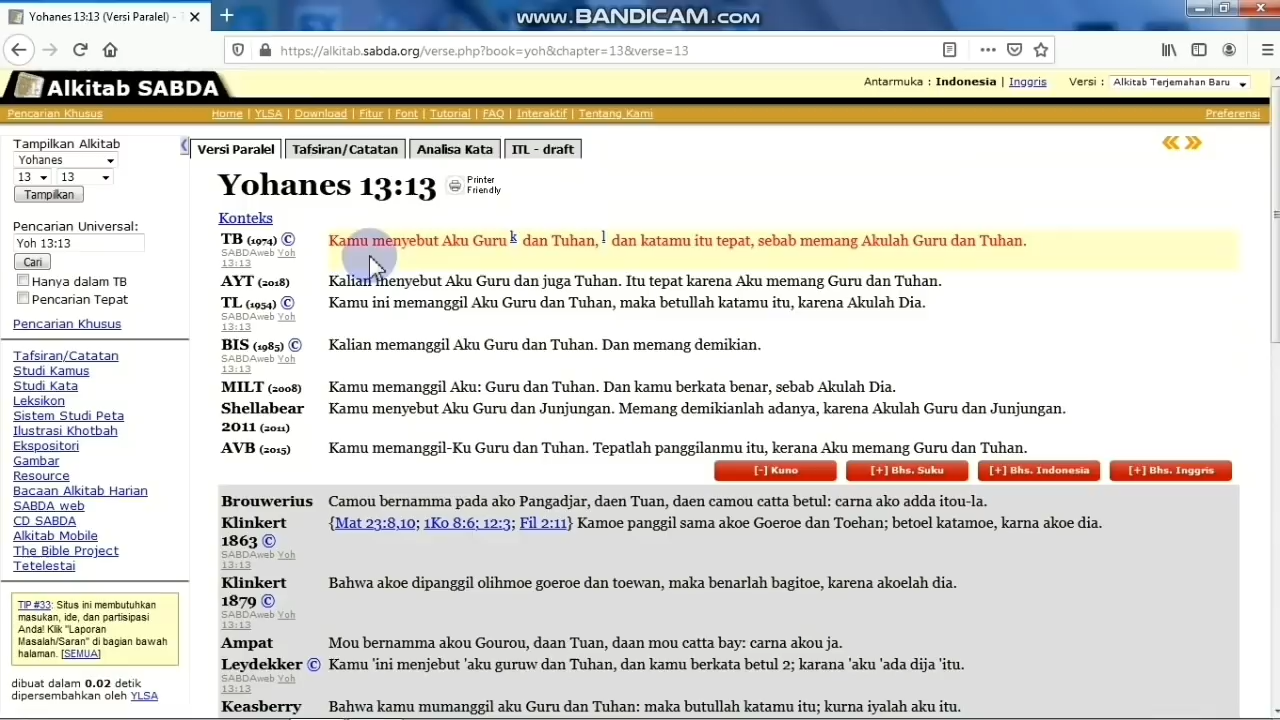 Yohanes 13:13 (Versi Paralel) -
www.BANDICAM.com
https://alkitab.sabda.org/verse.php?book=yoh&chapter=13&verse=13
Alkitab SABDA
Antarmuka : Indonesia | Inggris Versi : Alkitab Terjemahan Baru
Pencarian Khusus
Home | YLSA | Download | Fitur | Font | Tutorial | FAQ | Interaktif | Tentang Kami
Preferensi
Tampilkan Alkitab
Yohanes
13 13
Tampilkan
Pencarian Universal:
Yoh 13:13
Cari
Hanya dalam TB
Pencarian Tepat
Pencarian Khusus
Tafsiran/Catatan
Studi Kamus
Studi Kata
Leksikon
Sistem Studi Peta
Ilustrasi Khotbah
Ekspositori
Gambar
Resource
Bacaan Alkitab Harian
SABDA web
CD SABDA
Alkitab Mobile
The Bible Project
Tetelestai
TIP #33: Situs ini membutuhkan
masukan, ide, dan partisipasi
Anda! Klik "Laporan
Masalah/Saran" di bagian bawah
halaman. [SEMUA]
dibuat dalam 0.02 detik
dipersembahkan oleh YLSA
Versi Paralel Tafsiran/Catatan Analisa Kata ITL - draft
Yohanes 13:13
Printer
Friendly
Konteks
TB (1974) © Kamu menyebut Aku Guru k dan Tuhan, l dan katamu itu tepat, sebab memang Akulah Guru dan Tuhan.
SABDAweb Yoh
13:13
AYT (2018) Kalian menyebut Aku Guru dan juga Tuhan. Itu tepat karena Aku memang Guru dan Tuhan.
TL (1954) © Kamu ini memanggil Aku Guru dan Tuhan, maka betullah katamu itu, karena Akulah Dia.
SABDAweb Yoh
13:13
BIS (1985) © Kalian memanggil Aku Guru dan Tuhan. Dan memang demikian.
SABDAweb Yoh
13:13
MILT (2008) Kamu memanggil Aku: Guru dan Tuhan. Dan kamu berkata benar, sebab Akulah Dia.
Shellabear Kamu menyebut Aku Guru dan Junjungan. Memang demikianlah adanya, karena Akulah Guru dan Junjungan.
2011 (2011)
AVB (2015) Kamu memanggil-Ku Guru dan Tuhan. Tepatlah panggilanmu itu, kerana Aku memang Guru dan Tuhan.
[-] Kuno [+] Bhs. Suku [+] Bhs. Indonesia [+] Bhs. Inggris
Brouwerius Camou bernamma pada ako Pangadjar, daen Tuan, daen canpou catta betul: carna ako adda itou-la.
Klinkert {Mat 23:8,10; 1Ko 8:6; 12:3; Fil 2:11} Kamoe panggil sama akoe Goeroe dan Toehan; betoel katamoe, karna akoe dia.
1863 ©
SABDAweb Yoh
13:13
Klinkert Bahwa akoe dipanggil olihmoe goeroe dan toewan, maka benarlah bagitoe, karena akoelah dia.
1879 ©
SABDAweb Yoh
13:13
Ampat Mou bernamma akou Gourou, daan Tuan, daan mou catta bay: carna akou ja.
Leydekker © Kamu 'ini menjebut 'aku guruw dan Tuhan, dan kamu berkata betul 2; karana 'aku 'ada dija 'itu.
SABDAweb Yoh
13:13
Keasberry Bahwa kamu mumanggil aku Guru dan Tuhan: maka butullah katamu itu; kurna iyalah aku itu.